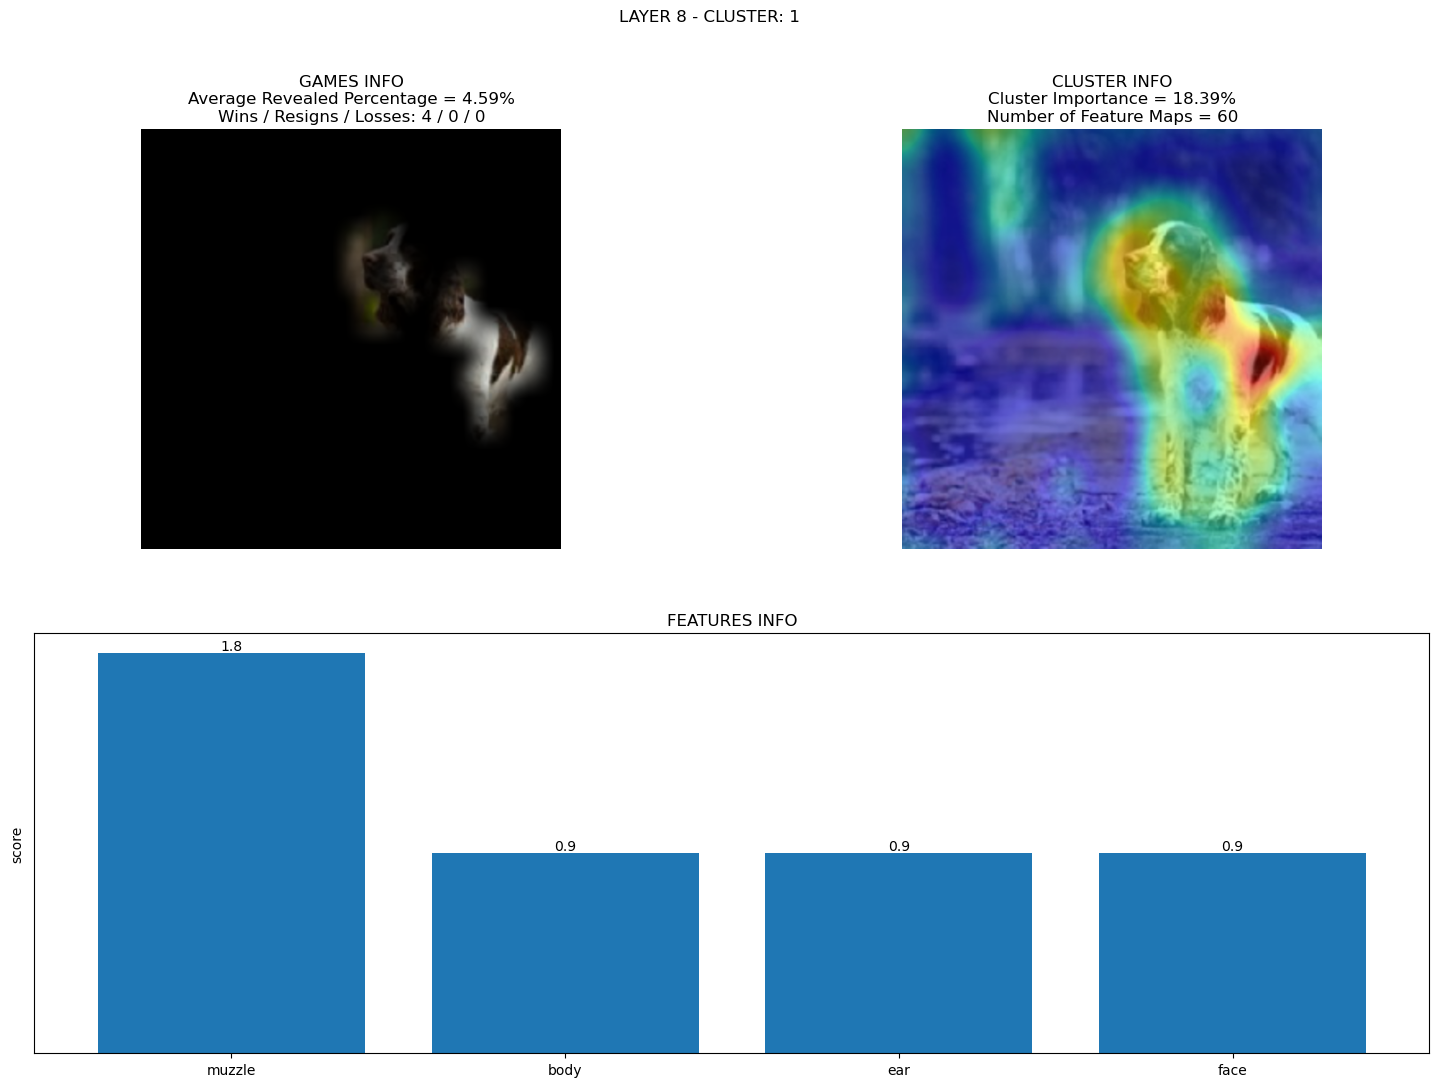 LAYER 8 - CLUSTER: 1
GAMES INFO
Average Revealed Percentage = 4.59%
Wins / Resigns / Losses: 4 / 0 / 0
CLUSTER INFO
Cluster Importance = 18.39%
Number of Feature Maps = 60
FEATURES INFO
score
1.8
0.9
0.9
0.9
muzzle
body
ear
face